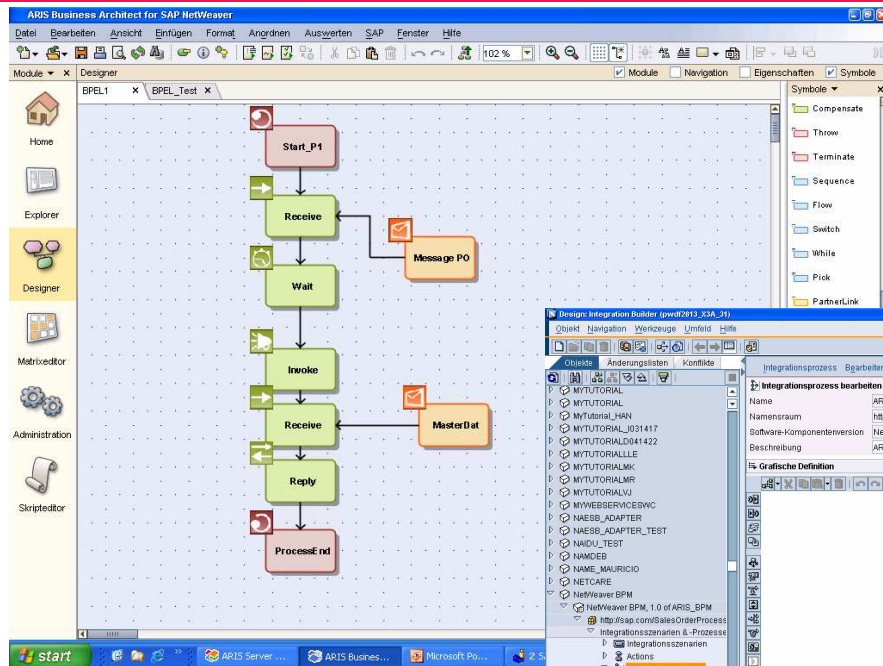 ARIS Business Architect for SAP NetWeaver
Datei Bearbeiten Ansicht Einfügen Format Anordnen Auswerten SAP Fenster Hilfe
102 %
Module Designer Module Navigation Eigenschaften Symbole
BPEL1 BPEL_Test
Symbole
Home
Explorer
Designer
Matrixeditor
Administration
Skripteditor
Start_P1
Receive
Message PO
Wait
Invoke
Receive
MasterDat
Reply
ProcessEnd
Compensate
Throw
Terminate
Sequence
Flow
Switch
While
Pick
PartnerLink
Design: Integration Builder (pwdf2813_X3A_31)
Objekt Navigation Werkzeuge Umfeld Hilfe
Objekte Änderungslisten Konflikte
MYTUTORIAL
MYTUTORIAL
MyTutorial_HAN
MYTUTORIAL_I031417
MYTUTORIALD041422
MYTUTORIALLLE
MYTUTORIALMK
MYTUTORIALMR
MYTUTORIALVJ
MYWEBSERVICESWC
NAESB_ADAPTER
NAESB_ADAPTER_TEST
NAIDU_TEST
NAMDEB
NAME_MAURICIO
NETCARE
NetWeaver BPM
NetWeaver BPM, 1.0 of ARIS_BPM
http://sap.com/SalesOrderProcess
Integrationsszenarien & -Prozesse
Integrationsszenarien
Actions
Integrationsprozess Bearbeiten
Integrationsprozess bearbeiten
Name
Namensraum
Software-Komponentenversion
Beschreibung
Grafische Definition
start
ARIS Server ...
ARIS Busines...
Microsoft Po...